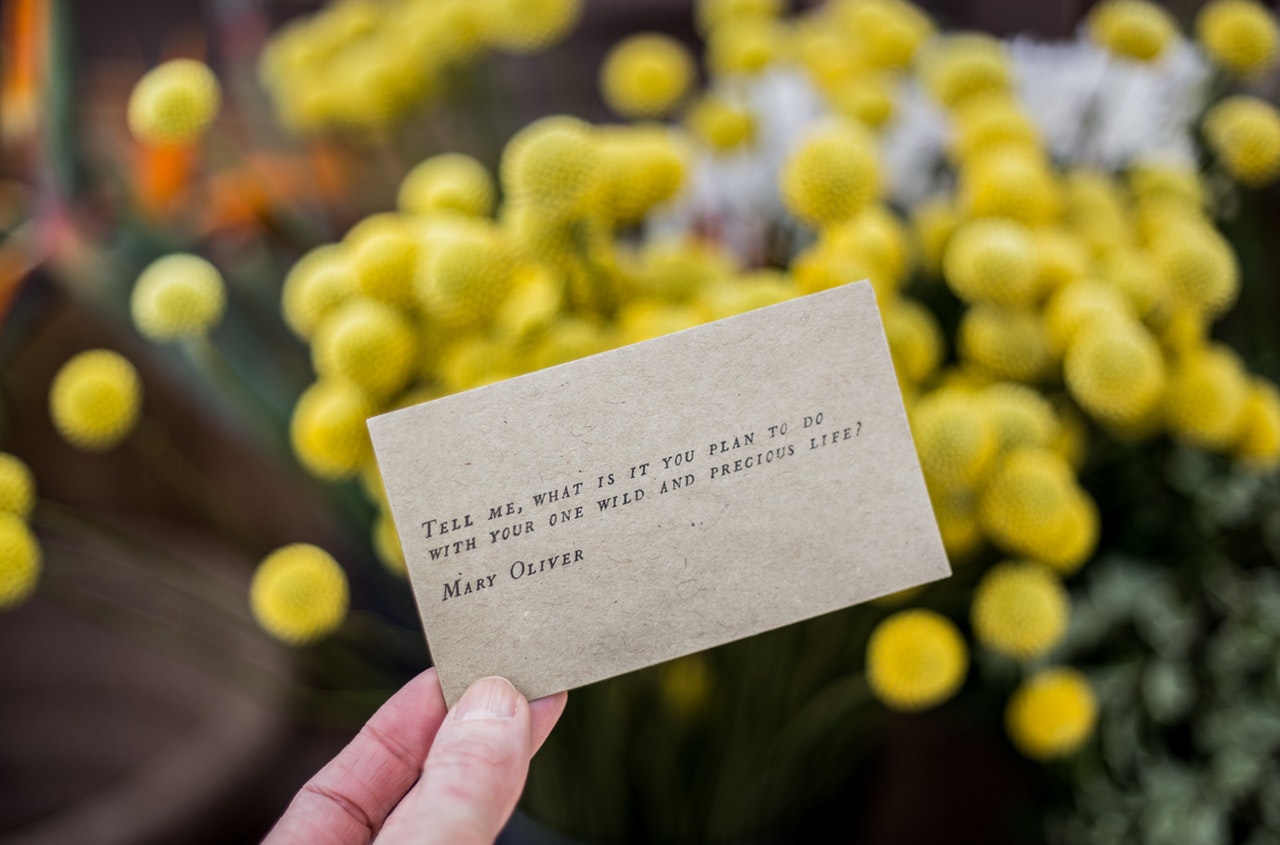 Tell me, what is it you plan to do
with your one wild and precious life?
Mary Oliver